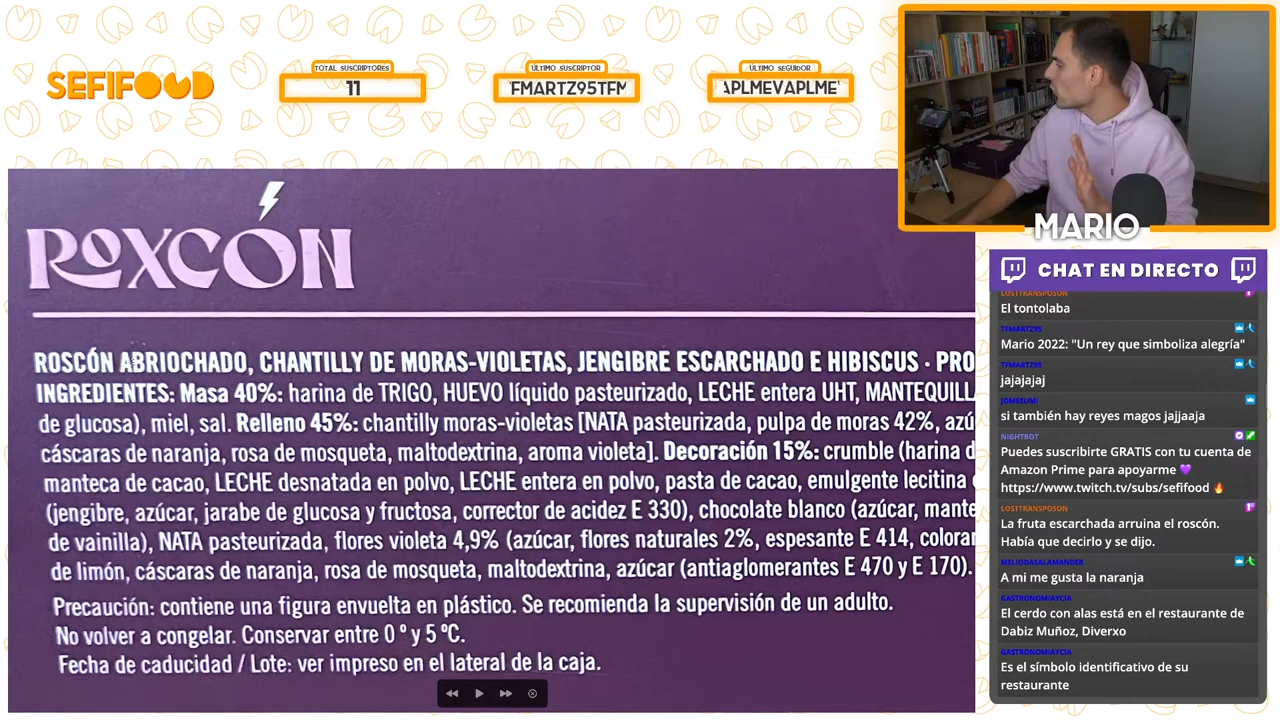 SEFIFOOD
TOTAL SUSCRIPTORES
11
ÚLTIMO SUSCRIPTOR
TFMARTZ95TFM
ÚLTIMO SEGUIDOR
APLMEVAPLME
MARIO
ROXCÓN
ROSCÓN ABRIOCHADO, CHANTILLY DE MORAS-VIOLETAS, JENGIBRE ESCARCHADO E HIBISCUS · PRO
INGREDIENTES: Masa 40%: harina de TRIGO, HUEVO líquido pasteurizado, LECHE entera UHT, MANTEQUILL
de glucosa), miel, sal. Relleno 45%: chantilly moras-violetas [NATA pasteurizada, pulpa de moras 42%, azú
cáscaras de naranja, rosa de mosqueta, maltodextrina, aroma violeta]. Decoración 15%: crumble (harina d
manteca de cacao, LECHE desnatada en polvo, LECHE entera en polvo, pasta de cacao, emulgente lecitina
(jengibre, azúcar, jarabe de glucosa y fructosa, corrector de acidez E 330), chocolate blanco (azúcar, mante
de vainilla), NATA pasteurizada, flores violeta 4,9% (azúcar, flores naturales 2%, espesante E 414, coloran
de limón, cáscaras de naranja, rosa de mosqueta, maltodextrina, azúcar (antiaglomerantes E 470 y E 170).
Precaución: contiene una figura envuelta en plástico. Se recomienda la supervisión de un adulto.
No volver a congelar. Conservar entre 0 º y 5 ºC.
Fecha de caducidad / Lote: ver impreso en el lateral de la caja.
CHAT EN DIRECTO
LOSTTRANSPOSON
El tontolaba
TFMARTZ95
Mario 2022: "Un rey que simboliza alegría"
TFMARTZ95
jajajajaj
JOMESUMI
si también hay reyes magos jajjaaja
NIGHTBOT
Puedes suscribirte GRATIS con tu cuenta de
Amazon Prime para apoyarme 💜
https://www.twitch.tv/subs/sefifood 🔥
LOSTTRANSPOSON
La fruta escarchada arruina el roscón.
Había que decirlo y se dijo.
MELIODASALAMANDER
A mi me gusta la naranja
GASTRONOMIAYCIA
El cerdo con alas está en el restaurante de
Dabiz Muñoz, Diverxo
GASTRONOMIAYCIA
Es el símbolo identificativo de su
restaurante